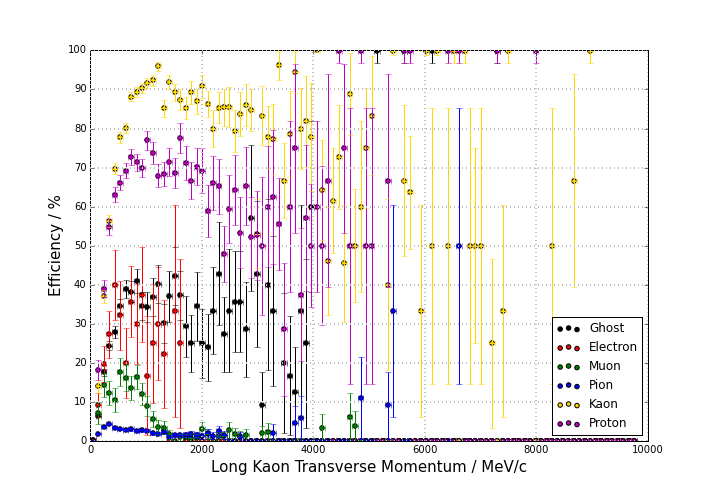 100
90
80
70
60
50
40
30
20
10
0
Efficiency / %
0
2000
4000
6000
8000
10000
Long Kaon Transverse Momentum / MeV/c
Ghost
Electron
Muon
Pion
Kaon
Proton